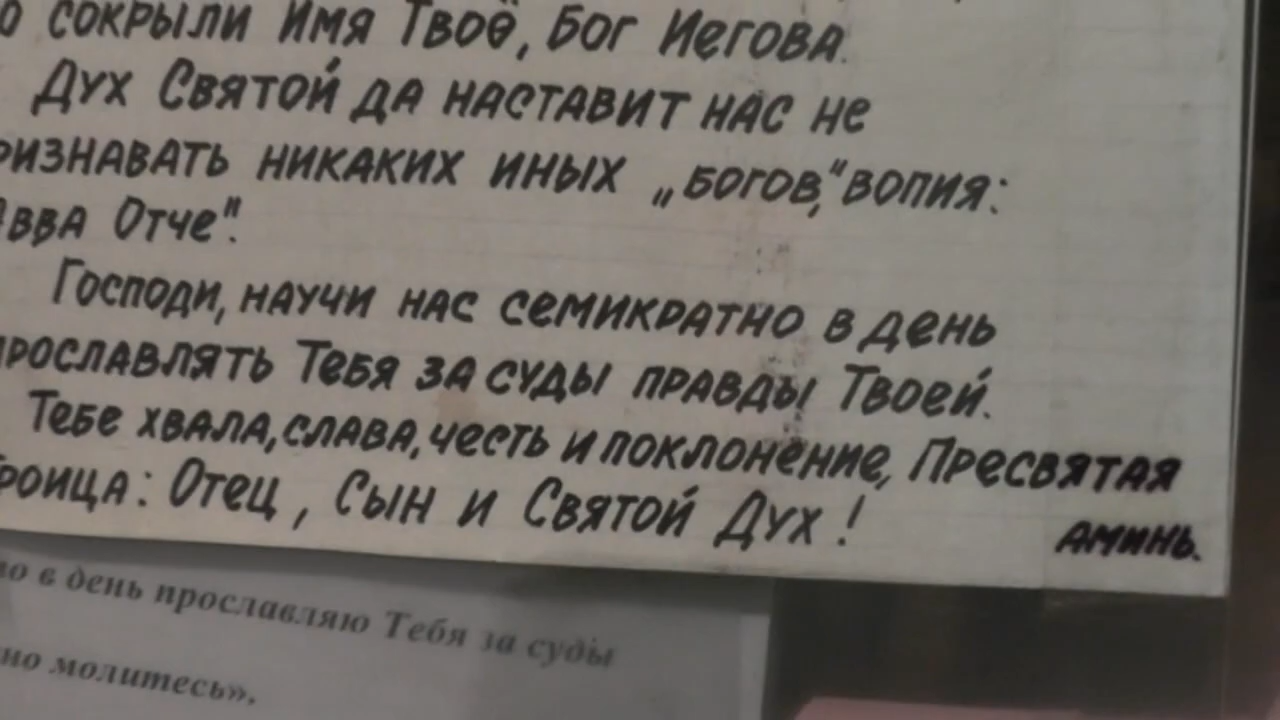 сокрыли имя Твоё, Бог Иегова.
Дух Святой да наставит нас не
ризнавать никаких иных „богов,“ вопия:
вва Отче".
Господи, научи нас семикратно в день
рославлять Тебя за суды правды Твоей.
Тебе хвала, слава, честь и поклонение, Пресвятая
роица: Отец, Сын и Святой Дух!
аминь.
но в день прославляю Тебя за суды
но молитесь».